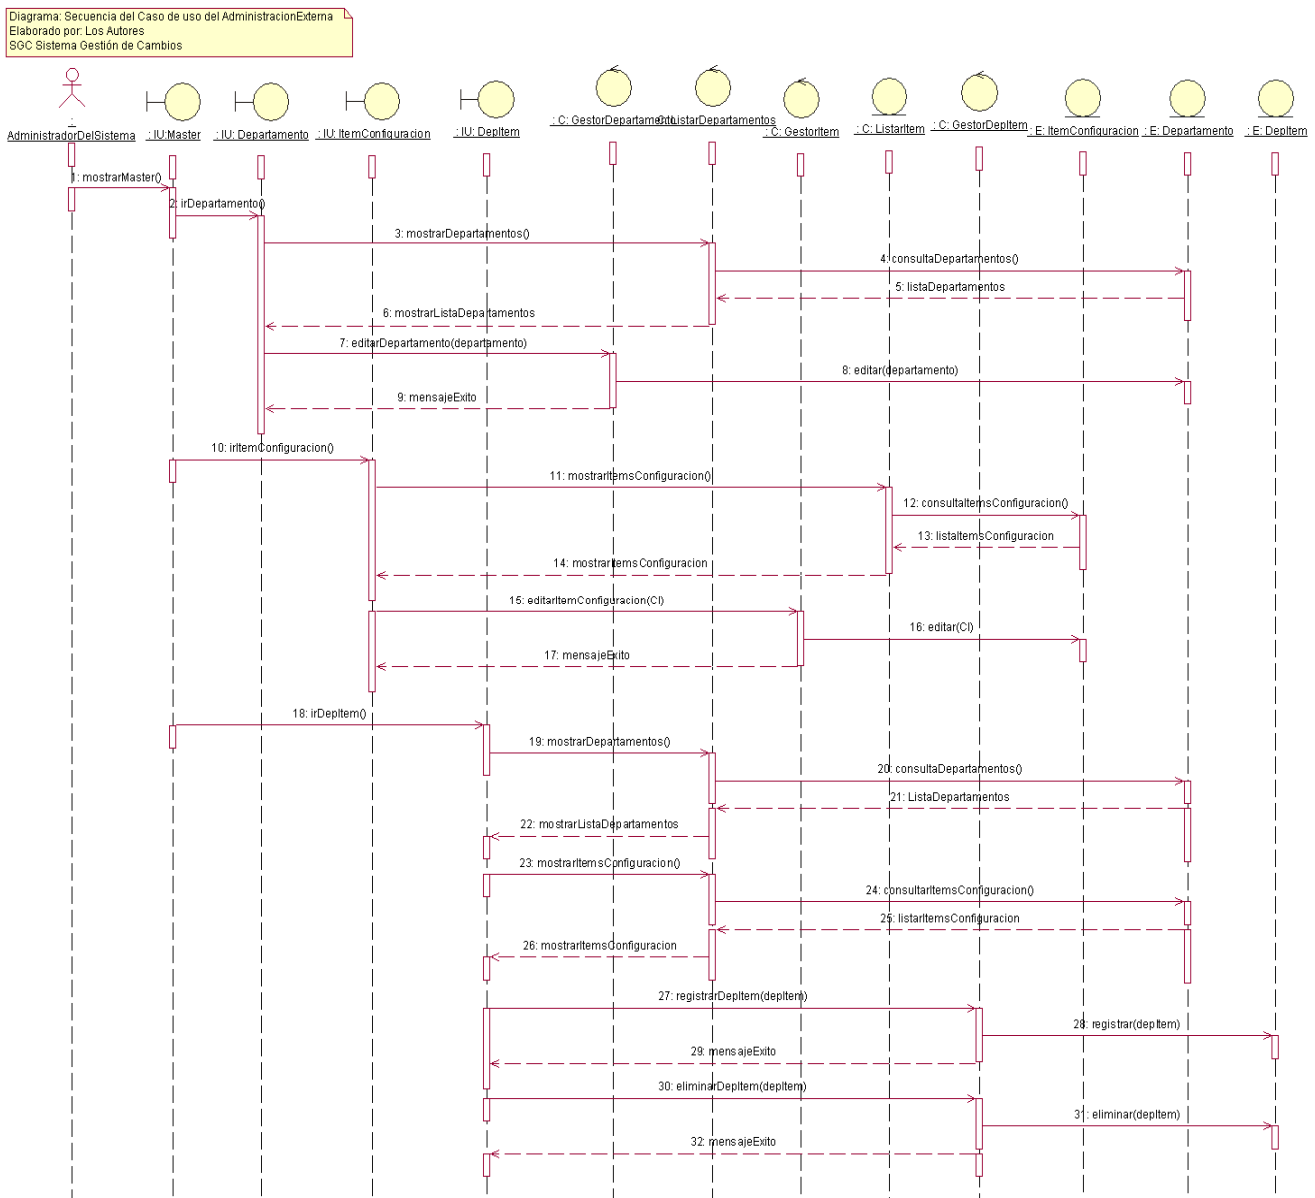 Diagrama: Secuencia del Caso de uso del AdministracionExterna
Elaborado por: Los Autores
SGC Sistema Gestión de Cambios
: AdministradorDelSistema
: IU:Master
: IU: Departamento
: IU: ItemConfiguracion
: IU: DepItem
: C: GestorDepartamento
: C: ListarDepartamentos
: C: GestorItem
: C: ListarItem
: C: GestorDepItem
: E: ItemConfiguracion
: E: Departamento
: E: DepItem
1: mostrarMaster()
2: irDepartamento()
3: mostrarDepartamentos()
4: consultaDepartamentos()
5: listaDepartamentos
6: mostrarListaDepartamentos
7: editarDepartamento(departamento)
8: editar(departamento)
9: mensajeExito
10: irItemConfiguracion()
11: mostrarItemsConfiguracion()
12: consultaItemsConfiguracion()
13: listaItemsConfiguracion
14: mostrarItemsConfiguracion
15: editarItemConfiguracion(CI)
16: editar(CI)
17: mensajeExito
18: irDepItem()
19: mostrarDepartamentos()
20: consultaDepartamentos()
21: ListaDepartamentos
22: mostrarListaDepartamentos
23: mostrarItemsConfiguracion()
24: consultarItemsConfiguracion()
25: listarItemsConfiguracion
26: mostrarItemsConfiguracion
27: registrarDepItem(depItem)
28: registrar(depItem)
29: mensajeExito
30: eliminarDepItem(depItem)
31: eliminar(depItem)
32: mensajeExito